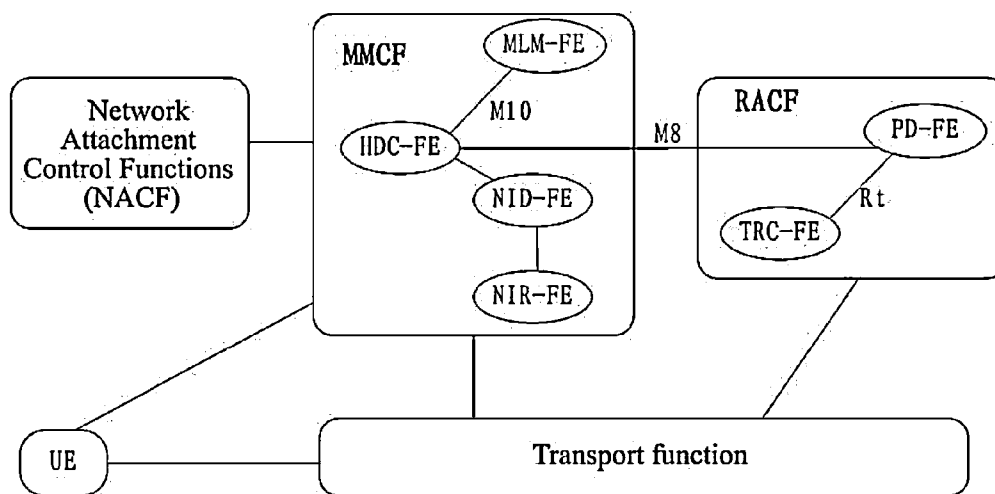 MMCF
MLM-FE
M10
HDC-FE
NID-FE
NIR-FE
Network
Attachment
Control Functions
(NACF)
M8
RACF
PD-FE
Rt
TRC-FE
UE
Transport function